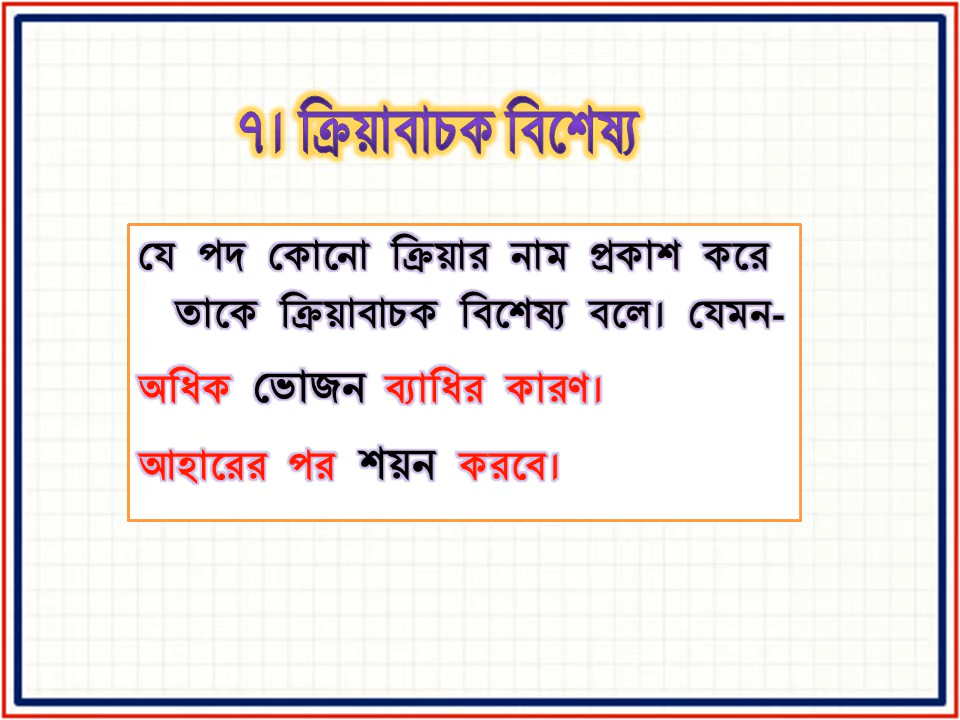 ৭। ক্রিয়াবাচক বিশেষ্য
যে পদ কোনো ক্রিয়ার নাম প্রকাশ করে
তাকে ক্রিয়াবাচক বিশেষ্য বলে। যেমন-
অধিক ভোজন ব্যাধির কারণ।
আহারের পর শয়ন করবে।